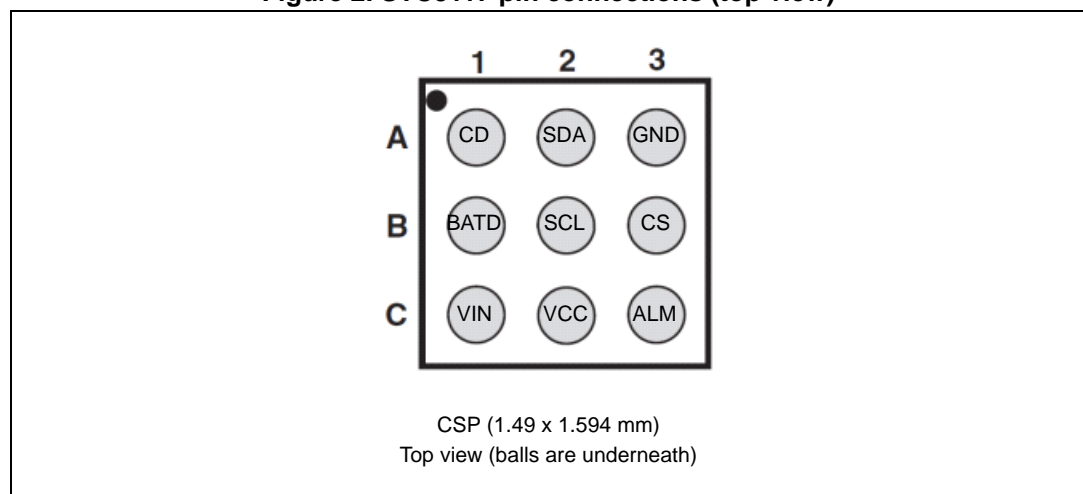 1 2 3
A CD SDA GND
B BATD SCL CS
C VIN VCC ALM
CSP (1.49 x 1.594 mm)
Top view (balls are underneath)